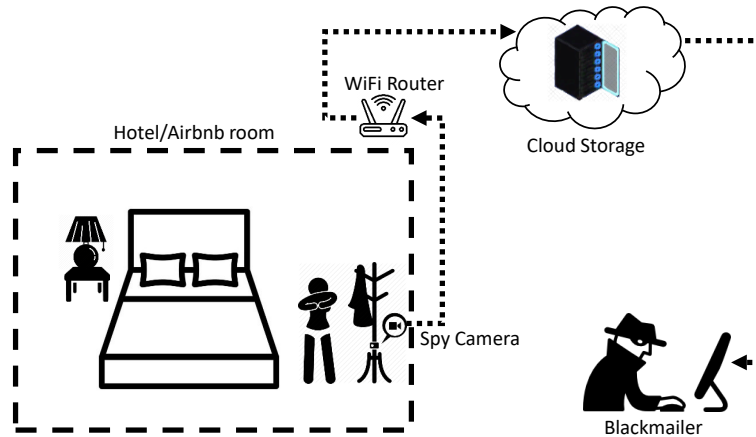 WiFi Router
Hotel/Airbnb room
Cloud Storage
Spy Camera
Blackmailer